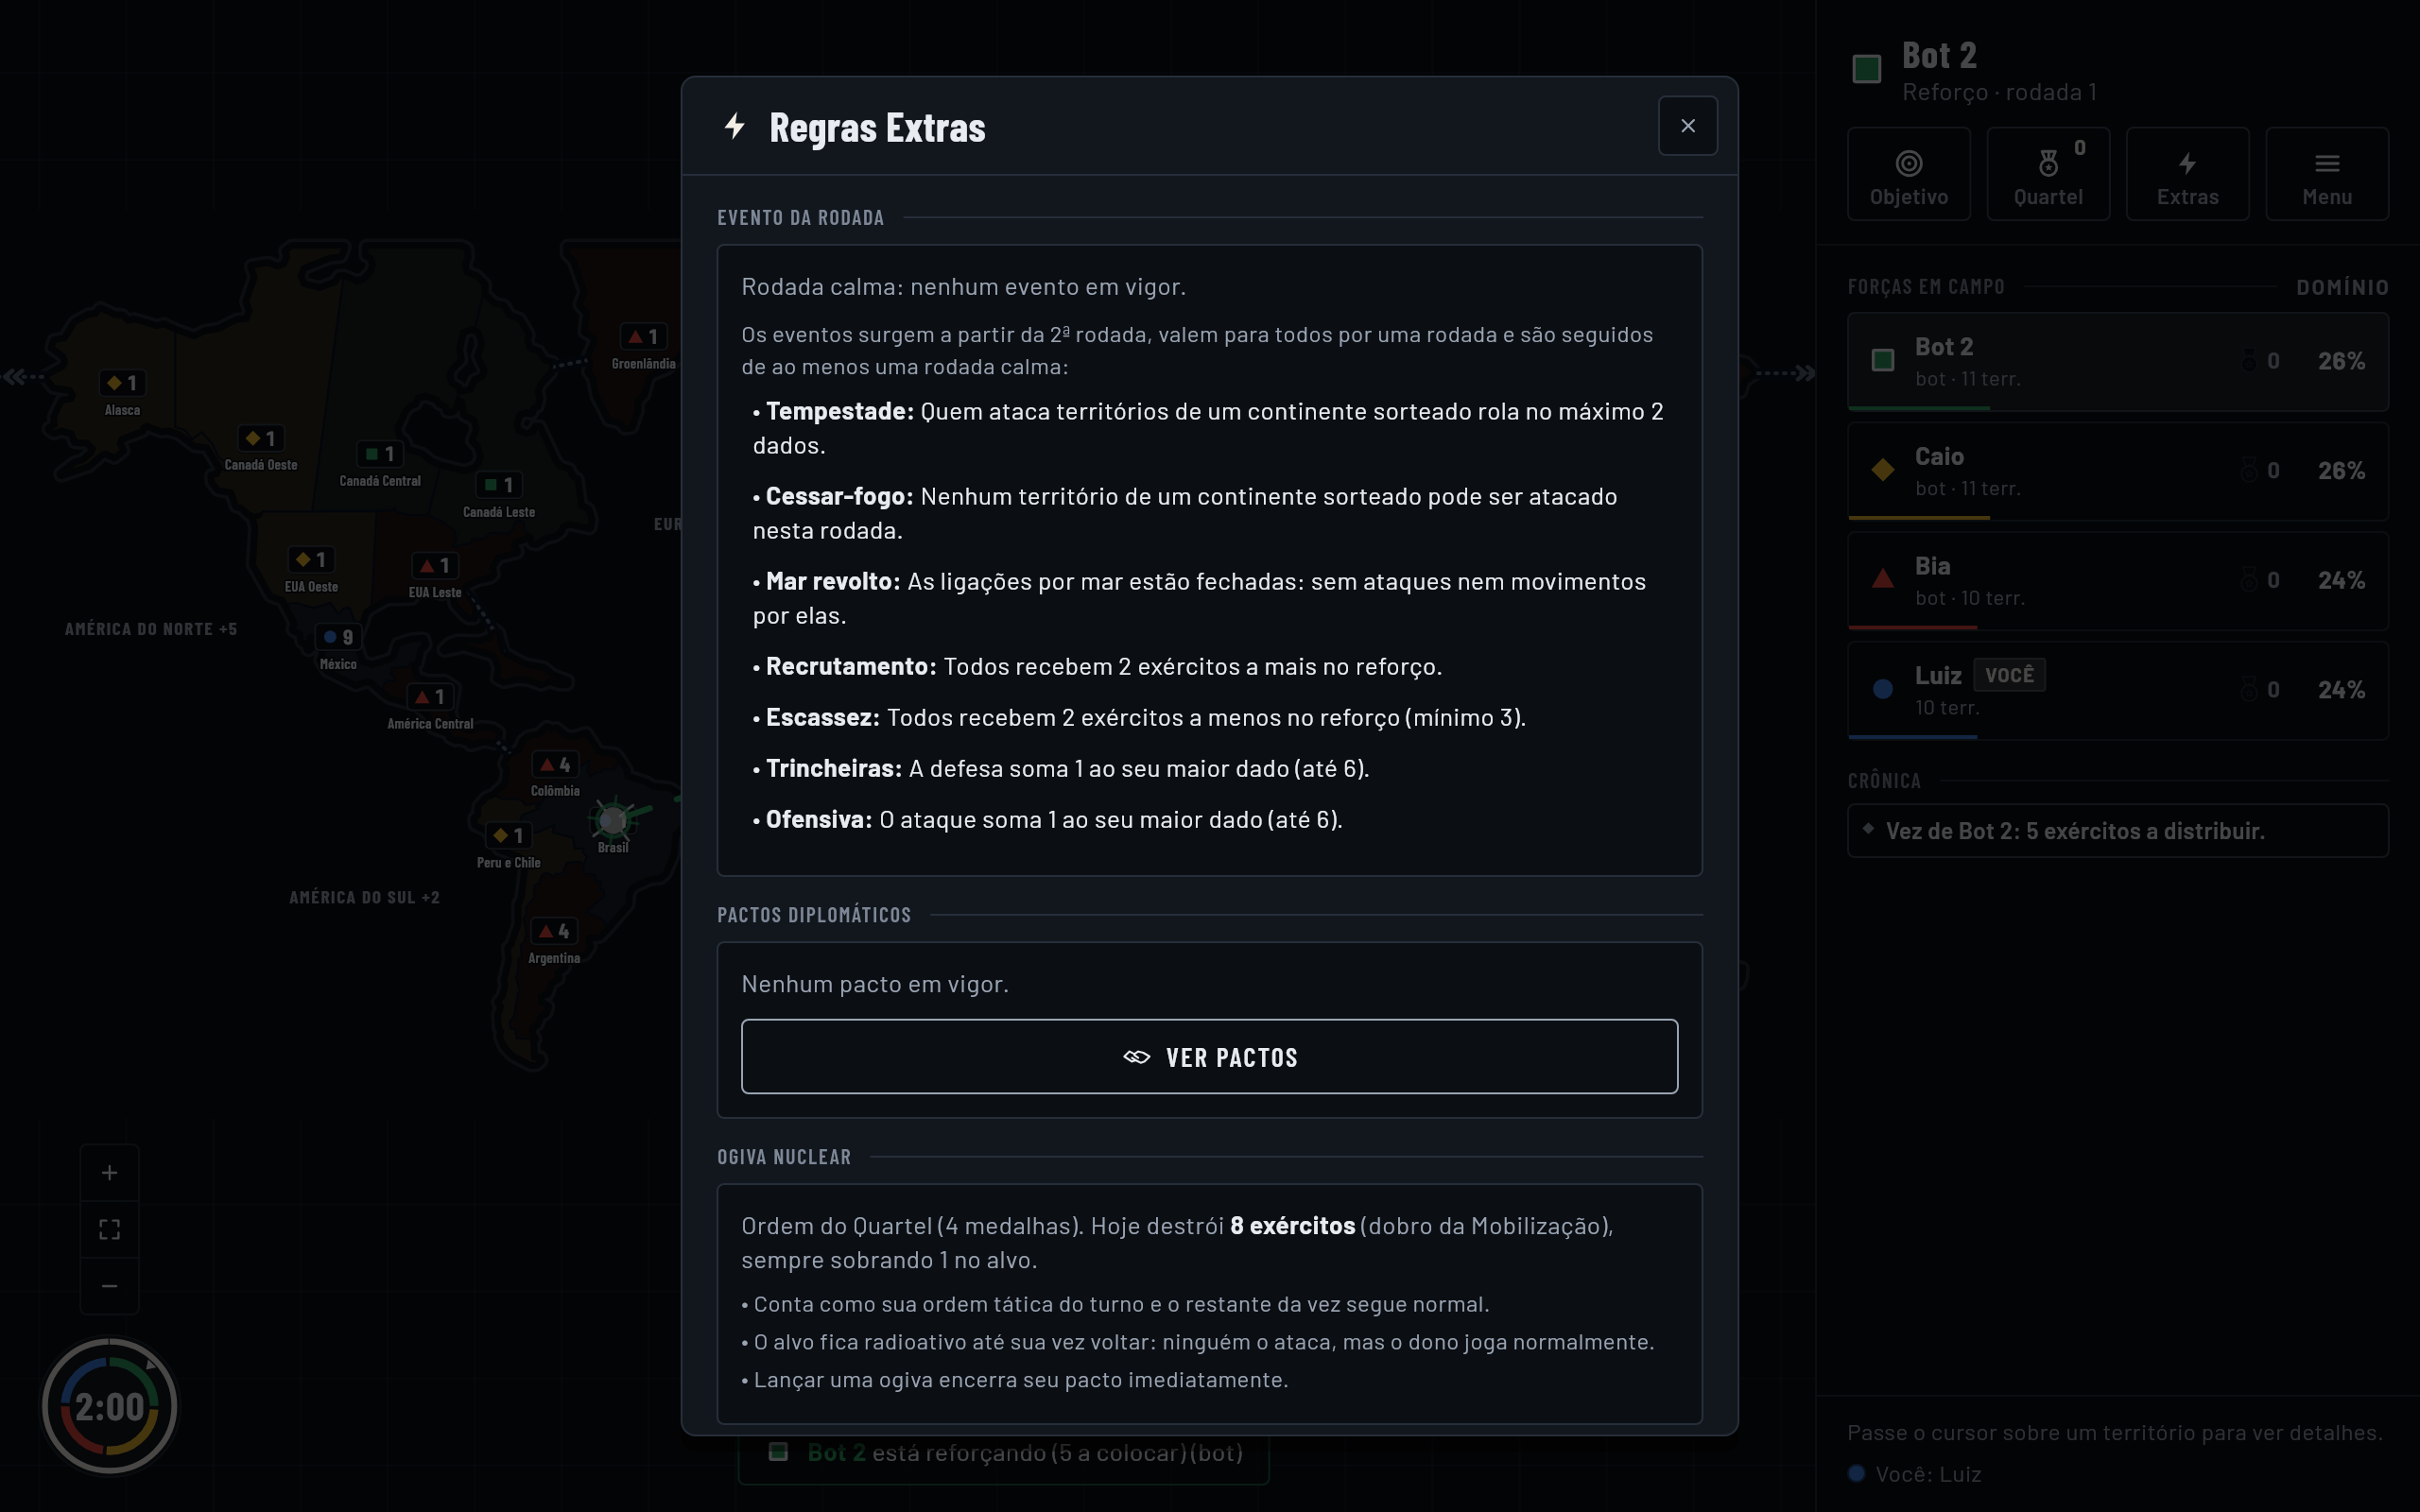 Regras Extras
EVENTO DA RODADA
Rodada calma: nenhum evento em vigor.
Os eventos surgem a partir da 2ª rodada, valem para todos por uma rodada e são seguidos
de ao menos uma rodada calma:
• Tempestade: Quem ataca territórios de um continente sorteado rola no máximo 2
dados.
• Cessar-fogo: Nenhum território de um continente sorteado pode ser atacado
nesta rodada.
• Mar revolto: As ligações por mar estão fechadas: sem ataques nem movimentos
por elas.
• Recrutamento: Todos recebem 2 exércitos a mais no reforço.
• Escassez: Todos recebem 2 exércitos a menos no reforço (mínimo 3).
• Trincheiras: A defesa soma 1 ao seu maior dado (até 6).
• Ofensiva: O ataque soma 1 ao seu maior dado (até 6).
PACTOS DIPLOMÁTICOS
Nenhum pacto em vigor.
VER PACTOS
OGIVA NUCLEAR
Ordem do Quartel (4 medalhas). Hoje destrói 8 exércitos (dobro da Mobilização),
sempre sobrando 1 no alvo.
• Conta como sua ordem tática do turno e o restante da vez segue normal.
• O alvo fica radioativo até sua vez voltar: ninguém o ataca, mas o dono joga normalmente.
• Lançar uma ogiva encerra seu pacto imediatamente.
Bot 2 está reforçando (5 a colocar) (bot)
1
Groenlândia
1
Alasca
1
Canadá Oeste
1
Canadá Central
1
Canadá Leste
EUR
1
EUA Oeste
1
EUA Leste
AMÉRICA DO NORTE +5
9
México
1
América Central
4
Colômbia
1
Peru e Chile
Brasil
AMÉRICA DO SUL +2
4
Argentina
+
−
2:00
Bot 2
Reforço · rodada 1
Objetivo
0
Quartel
Extras
Menu
FORÇAS EM CAMPO DOMÍNIO
Bot 2
bot · 11 terr.
0 26%
Caio
bot · 11 terr.
0 26%
Bia
bot · 10 terr.
0 24%
Luiz VOCÊ
10 terr.
0 24%
CRÔNICA
Vez de Bot 2: 5 exércitos a distribuir.
Passe o cursor sobre um território para ver detalhes.
Você: Luiz